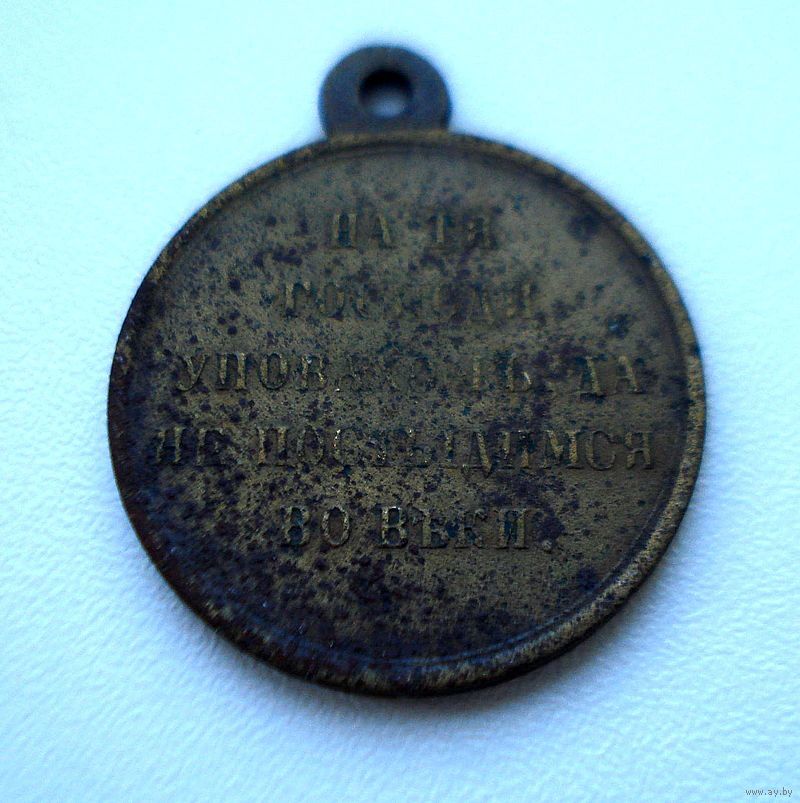 НА ТЯ
ГОСПОДИ
УПОВАХОМЪ, ДА
НЕ ПОСТЫДИМСЯ
ВО ВѢКИ.
www.ay.by